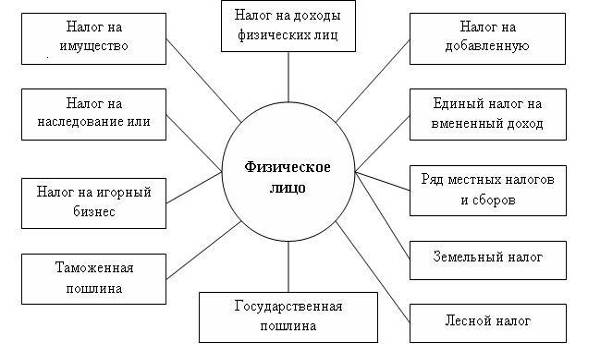 Налог на
имущество
.
Налог на доходы
физических лиц
Налог на
добавленную
Налог на
наследование или
Единый налог на
вмененный доход
Физическое
лицо
Налог на игорный
бизнес
Ряд местных налогов
и сборов
Таможенная
пошлина
Земельный налог
Государственная
пошлина
Лесной налог